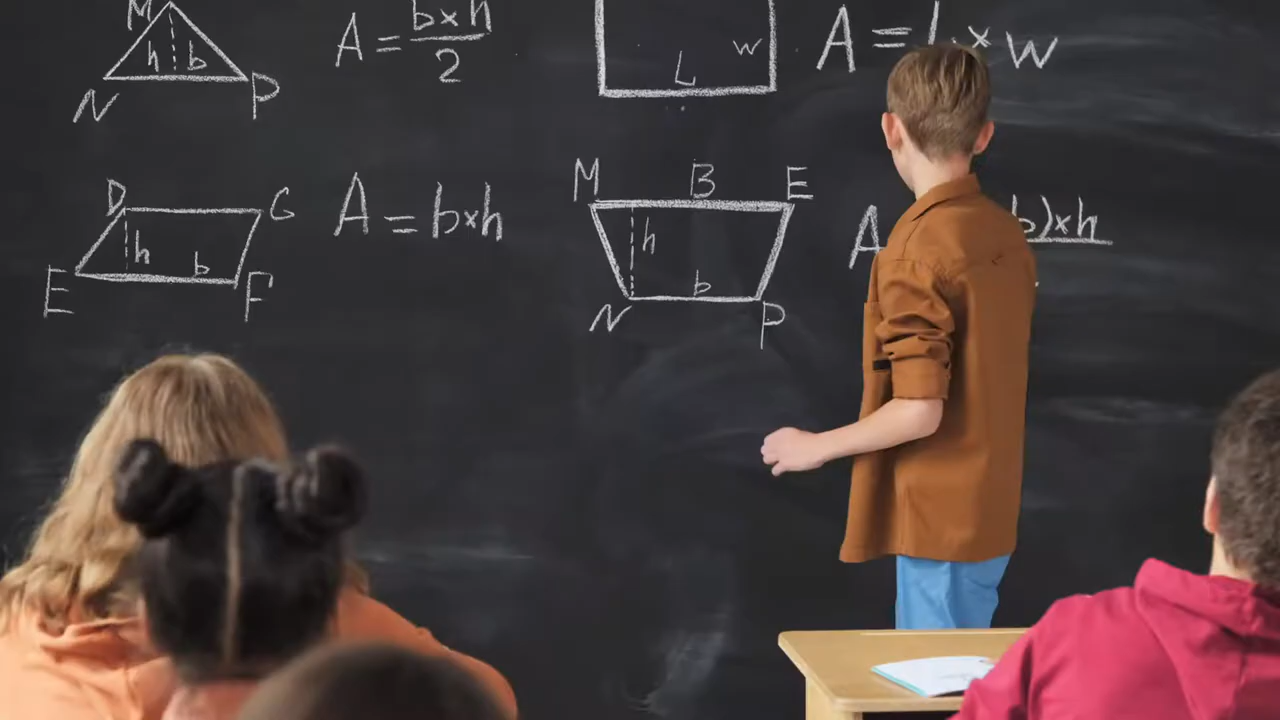 M
h b
N P
A = b×h
2
L w
A = L×w
D G
h b
E F
A = b×h
M B E
h
b
N P
A b)×h